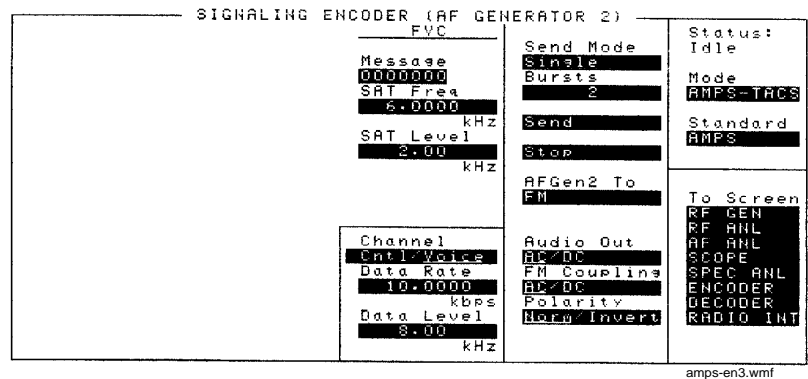 SIGNALING ENCODER (AF GENERATOR 2)
FVC
Message
0000000
SAT Freq
6.0000
kHz
SAT Level
2.00
kHz
Channel
Cntl/Voice
Data Rate
10.0000
kbps
Data Level
8.00
kHz
Send Mode
Single
Bursts
2
Send
Stop
AFGen2 To
FM
Audio Out
AC/DC
FM Coupling
AC/DC
Polarity
Norm/Invert
Status:
Idle
Mode
AMPS-TACS
Standard
AMPS
To Screen
RF GEN
RF ANL
AF ANL
SCOPE
SPEC ANL
ENCODER
DECODER
RADIO INT
amps-en3.wmf